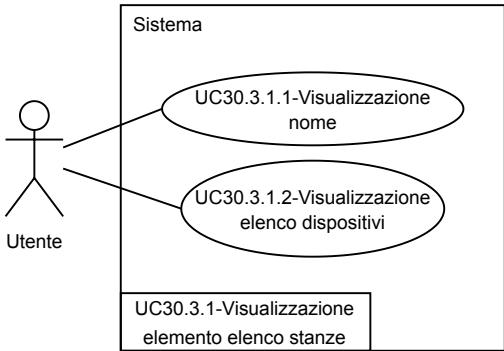 Sistema
UC30.3.1.1-Visualizzazione
nome
UC30.3.1.2-Visualizzazione
elenco dispositivi
Utente
UC30.3.1-Visualizzazione
elemento elenco stanze